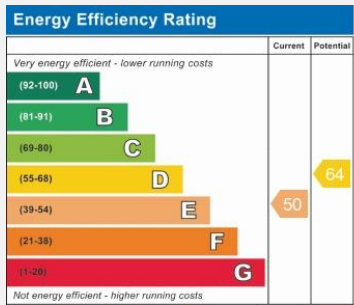 Energy Efficiency Rating
Current Potential
Very energy efficient - lower running costs
(92-100) A
(81-91) B
(69-80) C
(55-68) D
64
(39-54) E
50
(21-38) F
(1-20) G
Not energy efficient - higher running costs